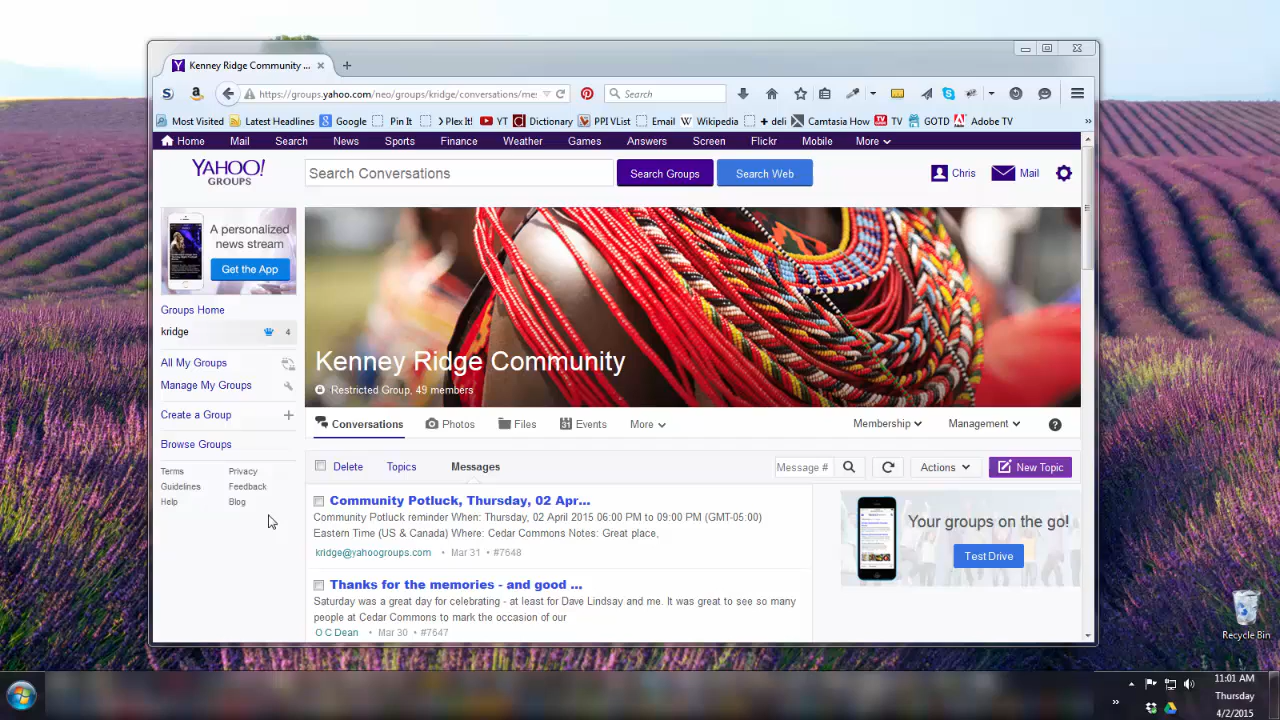 Kenney Ridge Community ...
https://groups.yahoo.com/neo/groups/kridge/conversations/me:
Search
Most Visited Latest Headlines Google Pin It Plex It! YT Dictionary PPI VList Email Wikipedia + deli Camtasia How TV GOTD Adobe TV »
Home Mail Search News Sports Finance Weather Games Answers Screen Flickr Mobile More
YAHOO!
GROUPS
Search Conversations
Search Groups
Search Web
Chris
Mail
A personalized
news stream
Get the App
Groups Home
kridge 4
All My Groups
Manage My Groups
Create a Group +
Browse Groups
Terms Privacy
Guidelines Feedback
Help Blog
Kenney Ridge Community
Restricted Group, 49 members
Conversations Photos Files Events More Membership Management ?
Delete Topics Messages Message # Actions New Topic
Community Potluck, Thursday, 02 Apr...
Community Potluck reminder When: Thursday, 02 April 2015 06:00 PM to 09:00 PM (GMT-05:00)
Eastern Time (US & Canada) Where: Cedar Commons Notes: Great place,
kridge@yahoogroups.com • Mar 31 • #7648
Thanks for the memories - and good ...
Saturday was a great day for celebrating - at least for Dave Lindsay and me. It was great to see so many
people at Cedar Commons to mark the occasion of our
O C Dean • Mar 30 • #7647
Your groups on the go!
Test Drive
Recycle Bin
11:01 AM
Thursday
4/2/2015